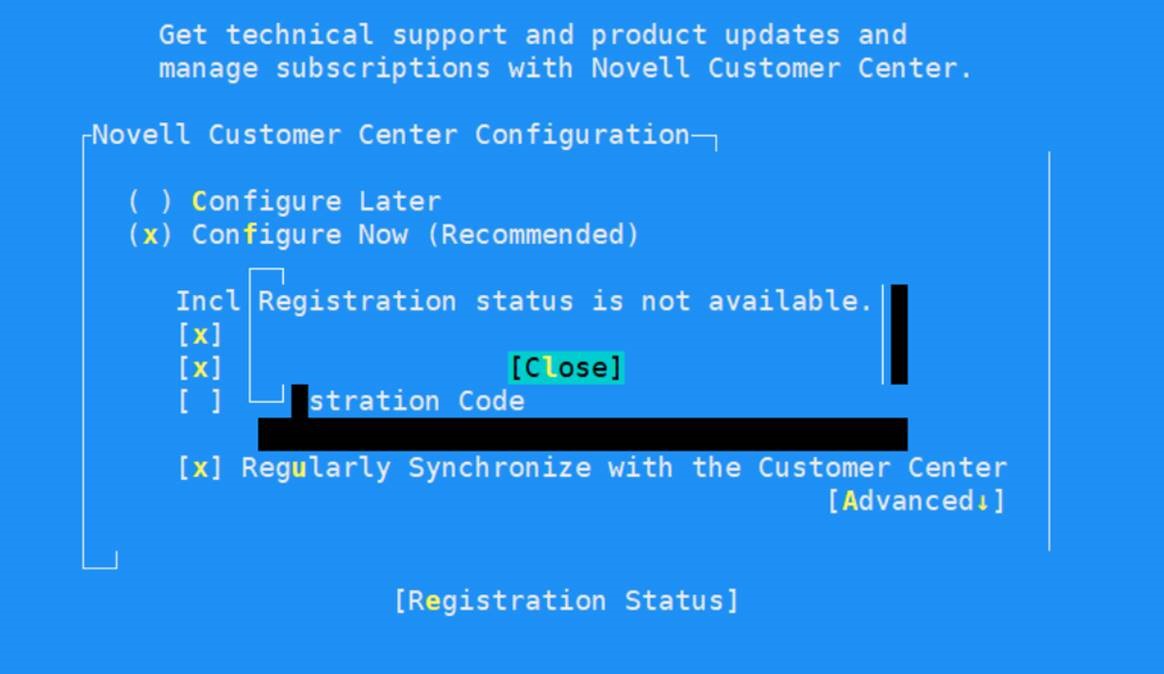 Get technical support and product updates and
manage subscriptions with Novell Customer Center.
Novell Customer Center Configuration
( ) Configure Later
(x) Configure Now (Recommended)
Incl
Registration status is not available.
[x]
[x]
[Close]
[ ]
stration Code
[x] Regularly Synchronize with the Customer Center
[Advanced↓]
[Registration Status]